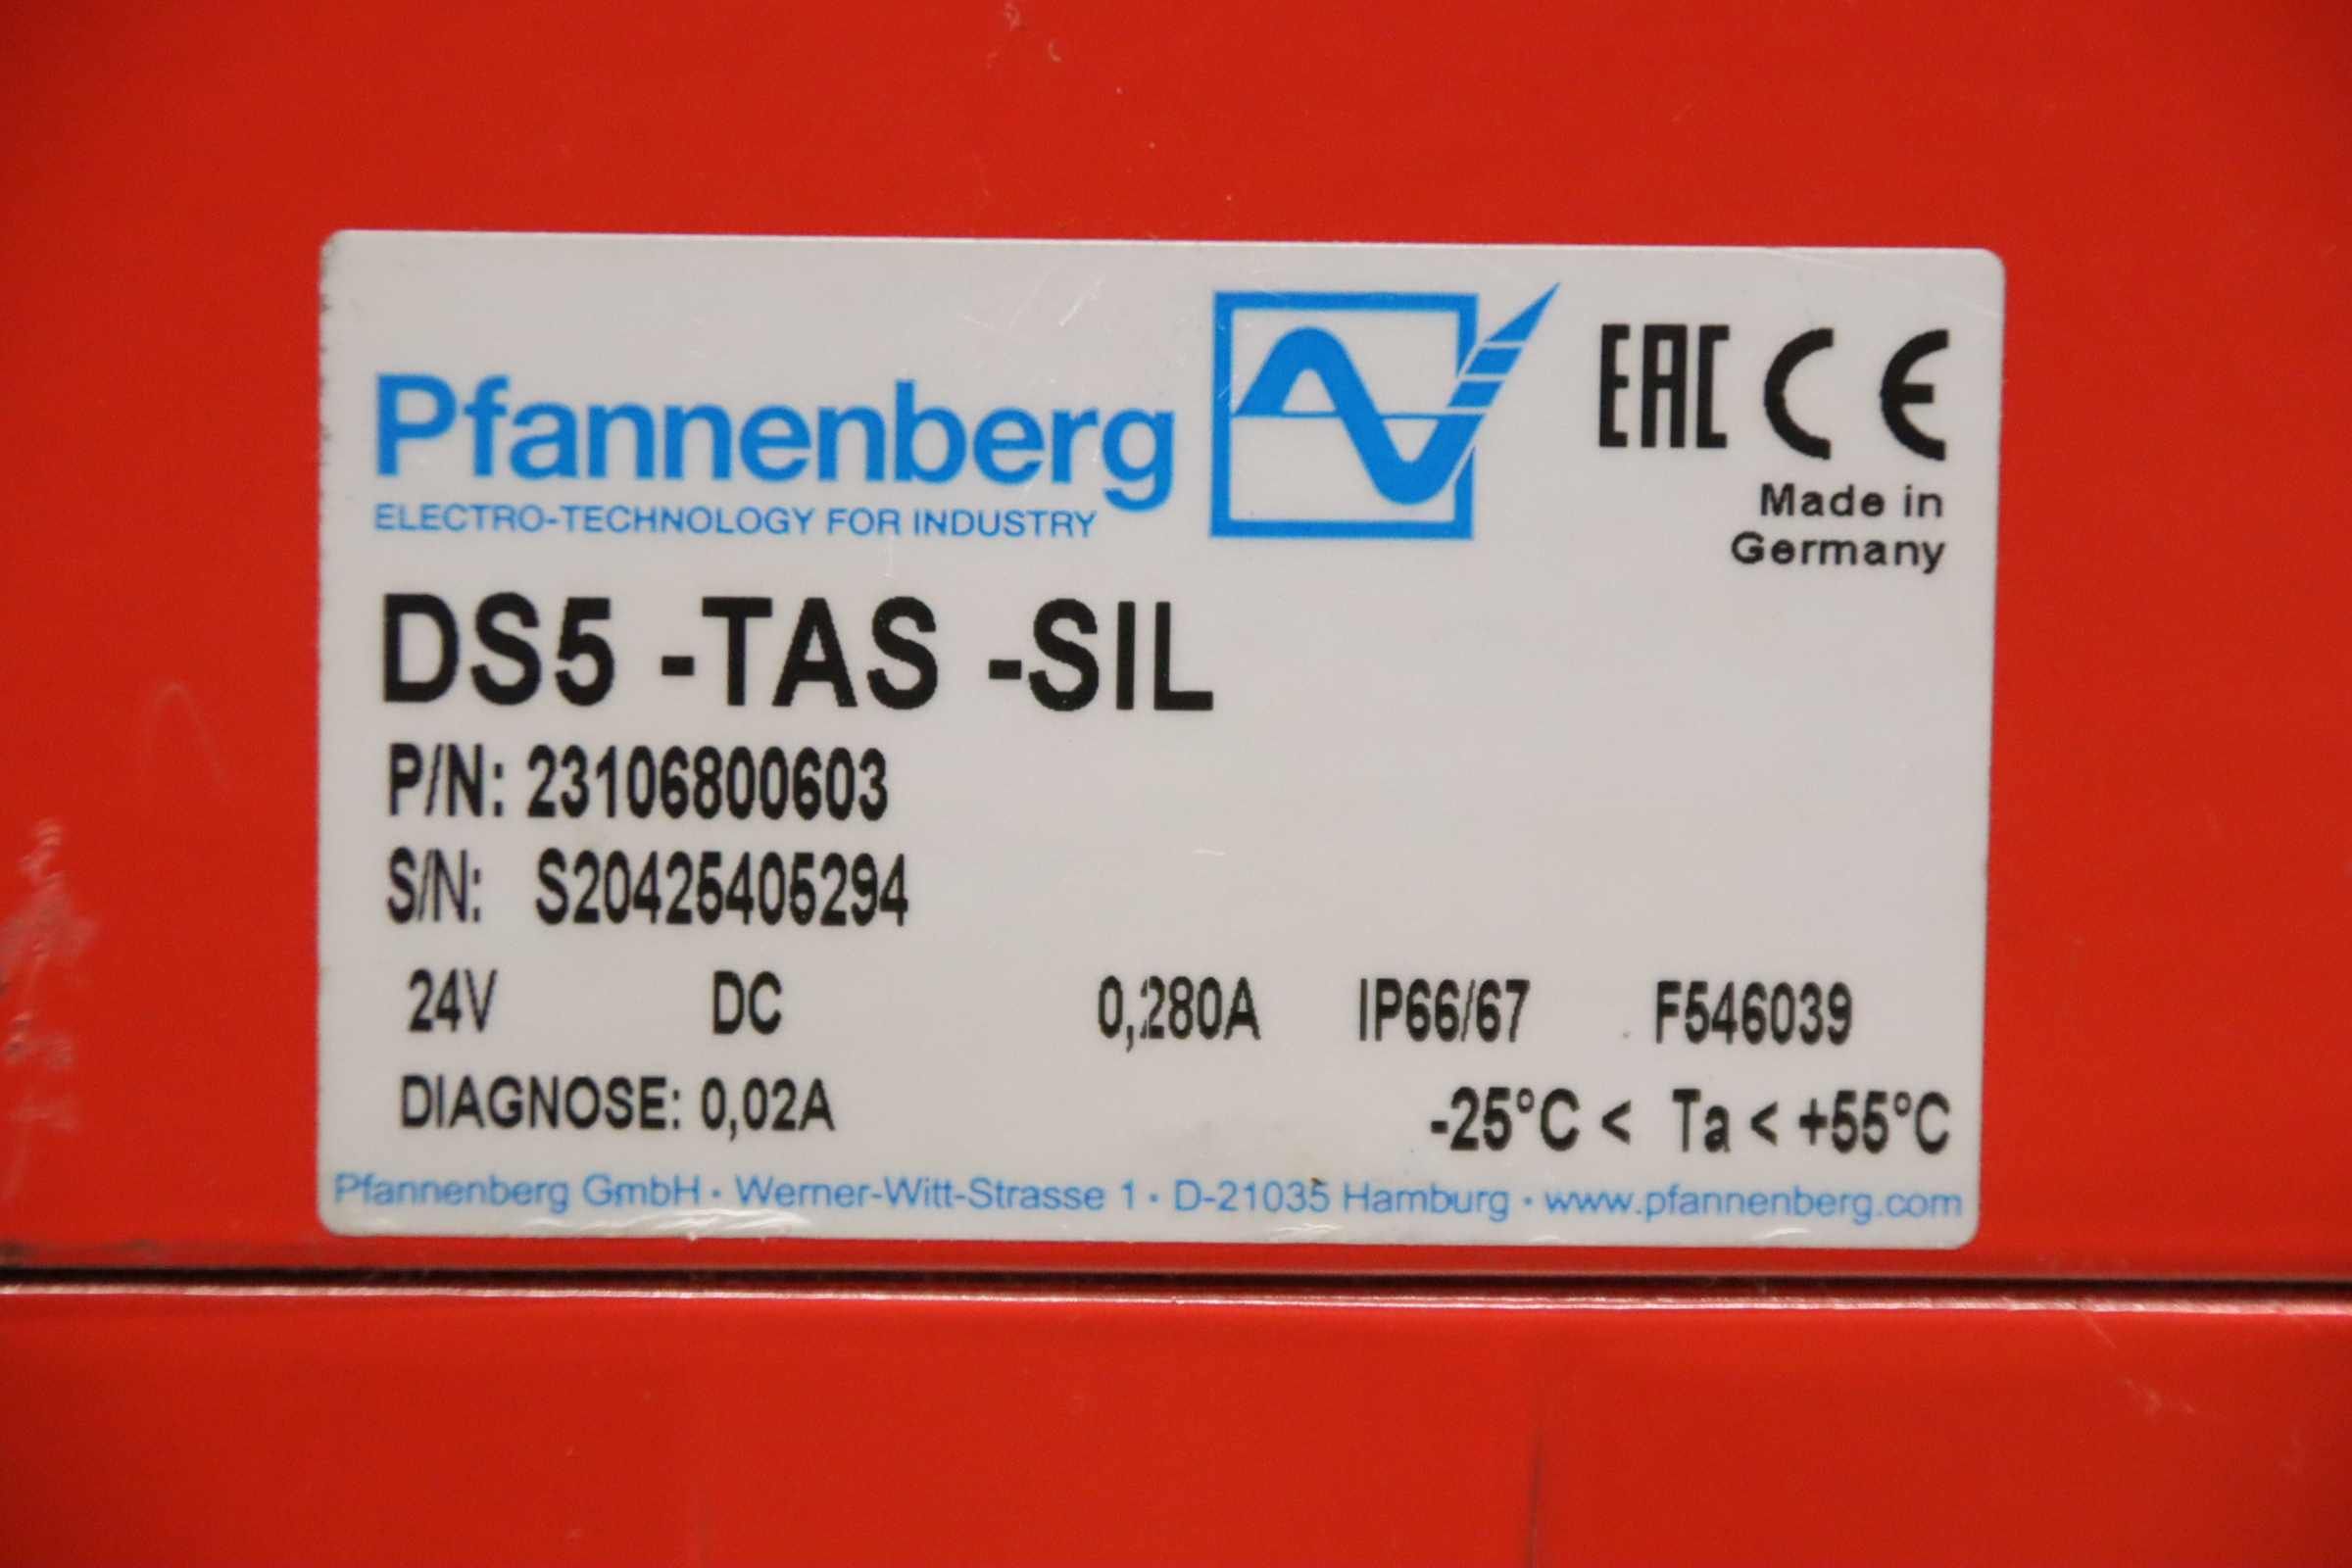 Pfannenberg
ELECTRO-TECHNOLOGY FOR INDUSTRY
EAC CE
Made in
Germany
DS5 -TAS -SIL
P/N: 23106800603
S/N: S20425405294
24V DC 0,280A IP66/67 F546039
DIAGNOSE: 0,02A -25°C < Ta < +55°C
Pfannenberg GmbH · Werner-Witt-Strasse 1 · D-21035 Hamburg · www.pfannenberg.com